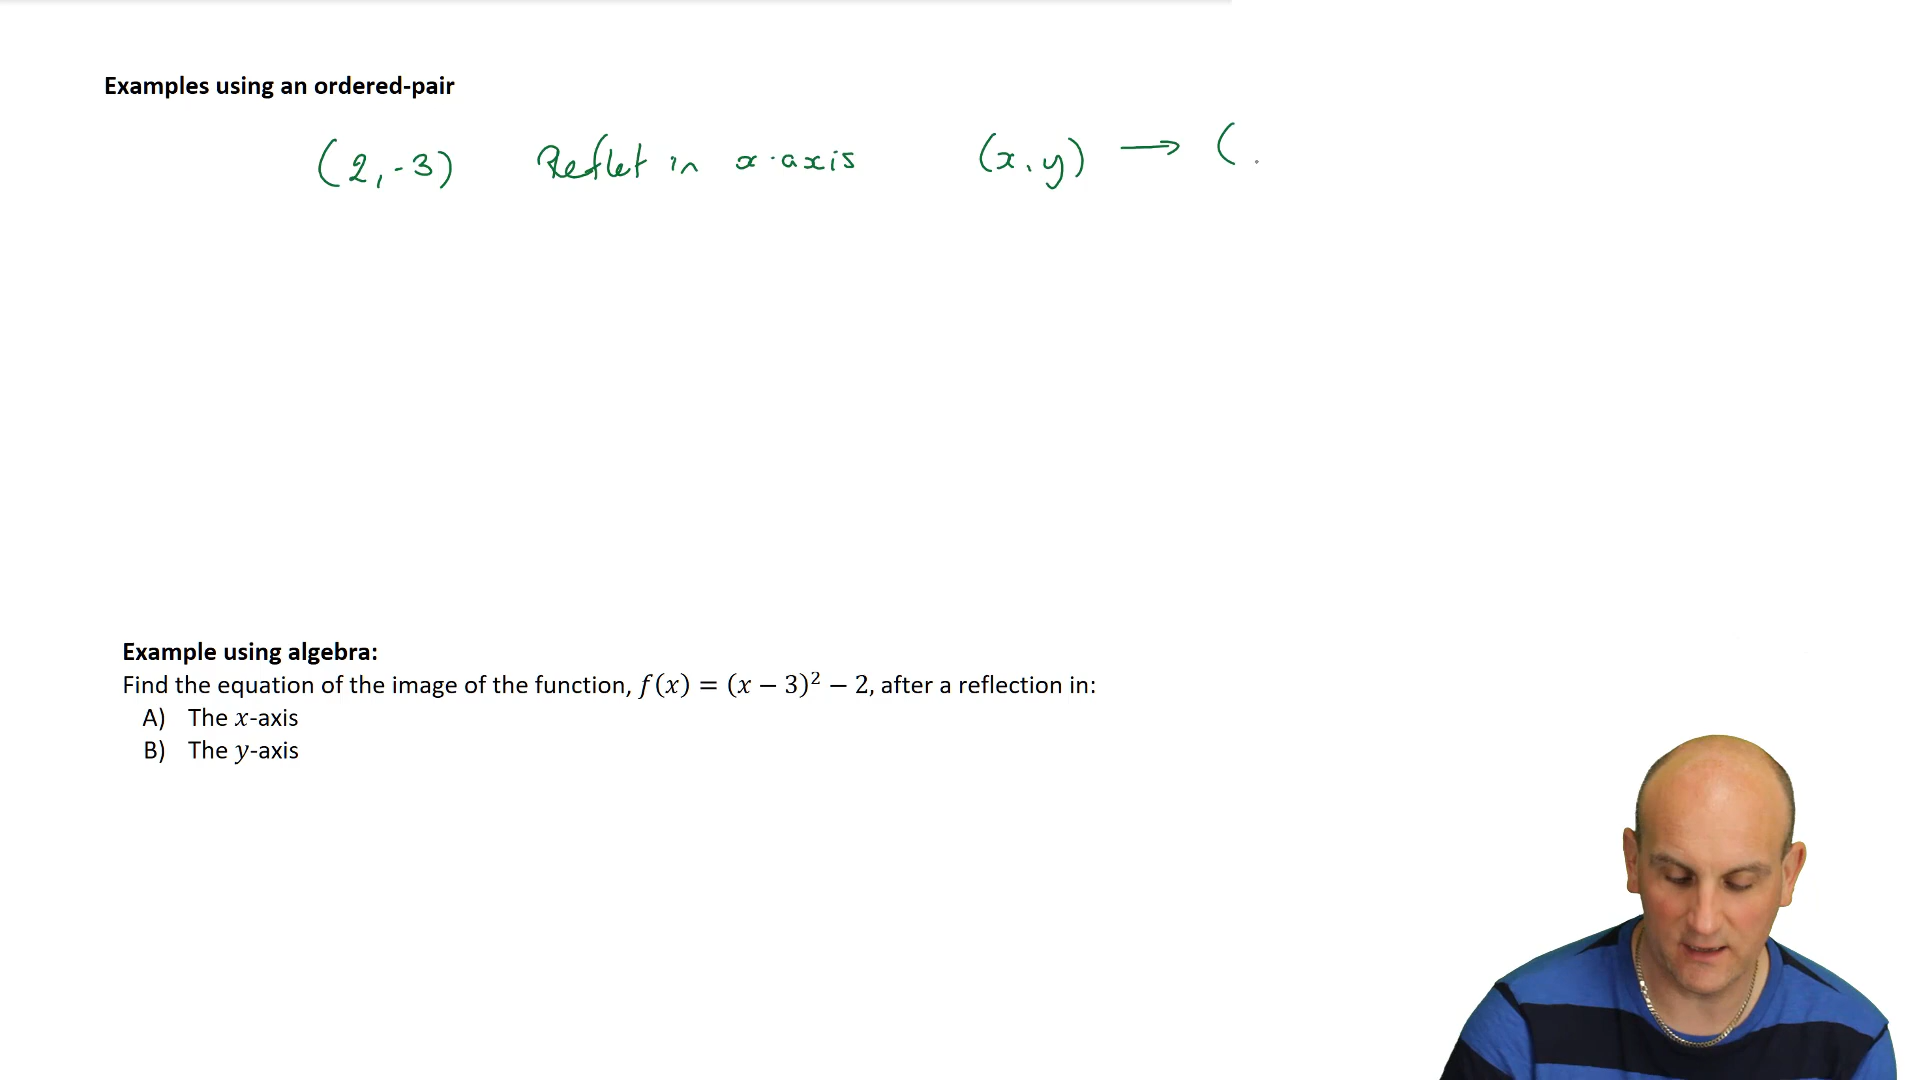 Examples using an ordered-pair
(2,-3) Reflet in x-axis (x,y) → (
Example using algebra:
Find the equation of the image of the function, f(x) = (x − 3)² − 2, after a reflection in:
A) The x-axis
B) The y-axis